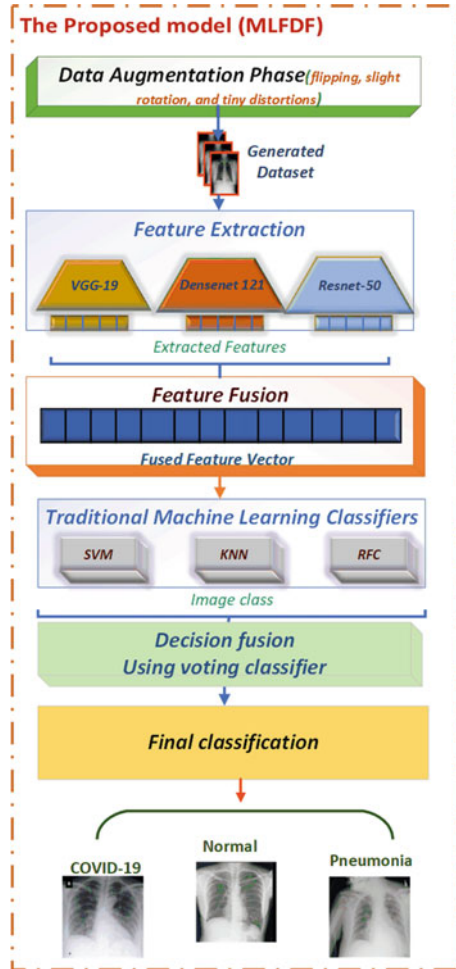 The Proposed model (MLFDF)
Data Augmentation Phase(flipping, slight
rotation, and tiny distortions)
Generated
Dataset
Feature Extraction
VGG-19
Densenet 121
Resnet-50
Extracted Features
Feature Fusion
Fused Feature Vector
Traditional Machine Learning Classifiers
SVM
KNN
RFC
Image class
Decision fusion
Using voting classifier
Final classification
COVID-19
Normal
Pneumonia